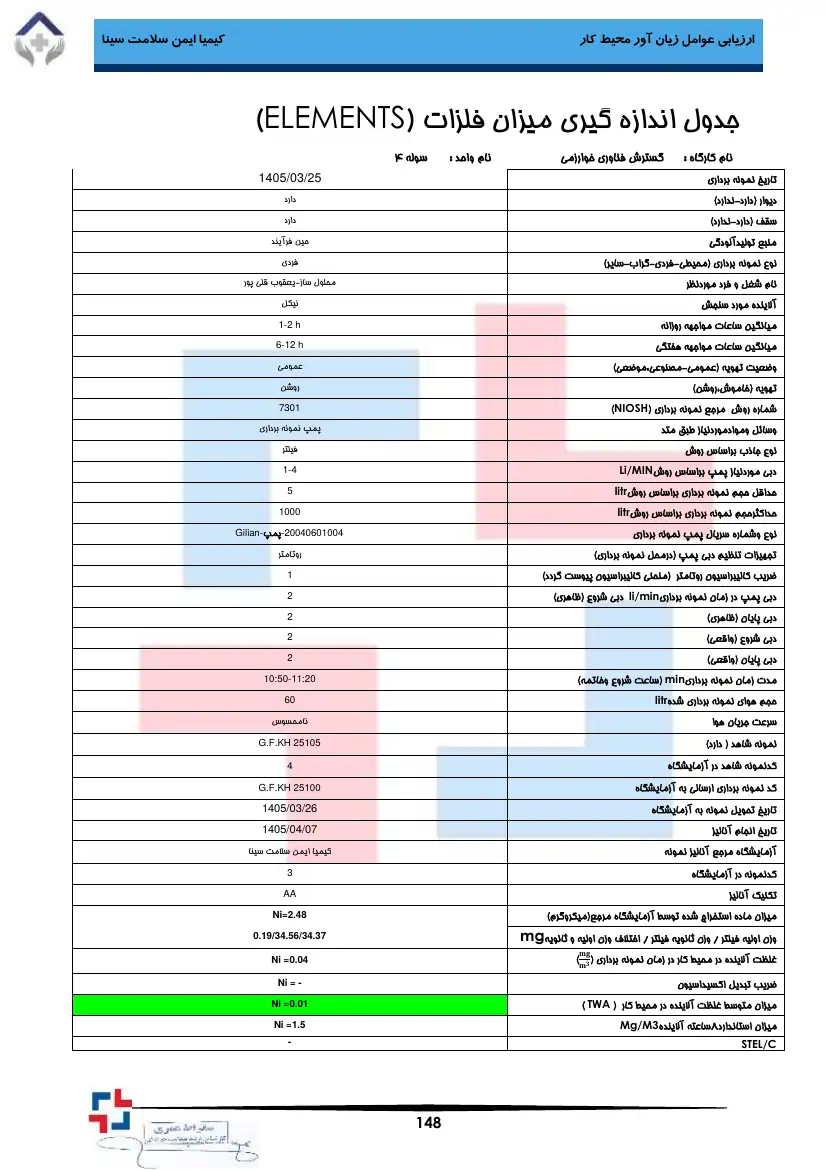 ارزیابی عوامل زیان آور محیط کار
کیمیا ایمن سلامت سینا
جدول اندازه گیری میزان فلزات (ELEMENTS)
نام کارگاه : گسترش فناوری خوارزمی نام واحد : سوله ۴
تاریخ نمونه برداری 1405/03/25
دیوار (دارد-ندارد) دارد
سقف (دارد-ندارد) دارد
منبع تولیدآلودگی حین فرآیند
نوع نمونه برداری (محیطی-فردی-گراب-سایر) فردی
نام شغل و فرد موردنظر محلول ساز-یعقوب قلی پور
آلاینده مورد سنجش نیکل
میانگین ساعات مواجهه روزانه 1-2 h
میانگین ساعات مواجهه هفتگی 6-12 h
وضعیت تهویه (عمومی-مصنوعی،موضعی) عمومی
تهویه (خاموش،روشن) روشن
شماره روش مرجع نمونه برداری (NIOSH) 7301
وسائل وموادموردنیاز طبق متد پمپ نمونه برداری
نوع جاذب براساس روش فیلتر
دبی موردنیاز پمپ براساس روشLi/MIN 1-4
حداقل حجم نمونه برداری براساس روشlitr 5
حداکثرحجم نمونه برداری براساس روشlitr 1000
نوع وشماره سریال پمپ نمونه برداری Gilian-پمپ-20040601004
تجهیزات تنظیم دبی پمپ (درمحل نمونه برداری) روتامتر
ضریب کالیبراسیون روتامتر (منحنی کالیبراسیون پیوست گردد) 1
دبی پمپ در زمان نمونه برداریli/min دبی شروع (ظاهری) 2
دبی پایان (ظاهری) 2
دبی شروع (واقعی) 2
دبی پایان (واقعی) 2
مدت زمان نمونه برداریmin (ساعت شروع وخاتمه) 10:50-11:20
حجم هوای نمونه برداری شدهlitr 60
سرعت جریان هوا نامحسوس
نمونه شاهد ( دارد) G.F.KH 25105
کدنمونه شاهد در آزمایشگاه 4
کد نمونه برداری ارسالی به آزمایشگاه G.F.KH 25100
تاریخ تحویل نمونه به آزمایشگاه 1405/03/26
تاریخ انجام آنالیز 1405/04/07
آزمایشگاه مرجع آنالیز نمونه کیمیا ایمن سلامت سینا
کدنمونه در آزمایشگاه 3
تکنیک آنالیز AA
میزان ماده استخراج شده توسط آزمایشگاه مرجع(میکروگرم) Ni=2.48
وزن اولیه فیلتر / وزن ثانویه فیلتر / اختلاف وزن اولیه و ثانویهmg 0.19/34.56/34.37
غلظت آلاینده در محیط کار در زمان نمونه برداری (mg/m³) Ni =0.04
ضریب تبدیل اکسیداسیون Ni = -
میزان متوسط غلظت آلاینده در محیط کار ( TWA ) Ni =0.01
میزان استاندارد۸ساعته آلایندهMg/M3 Ni =1.5
STEL/C -
148